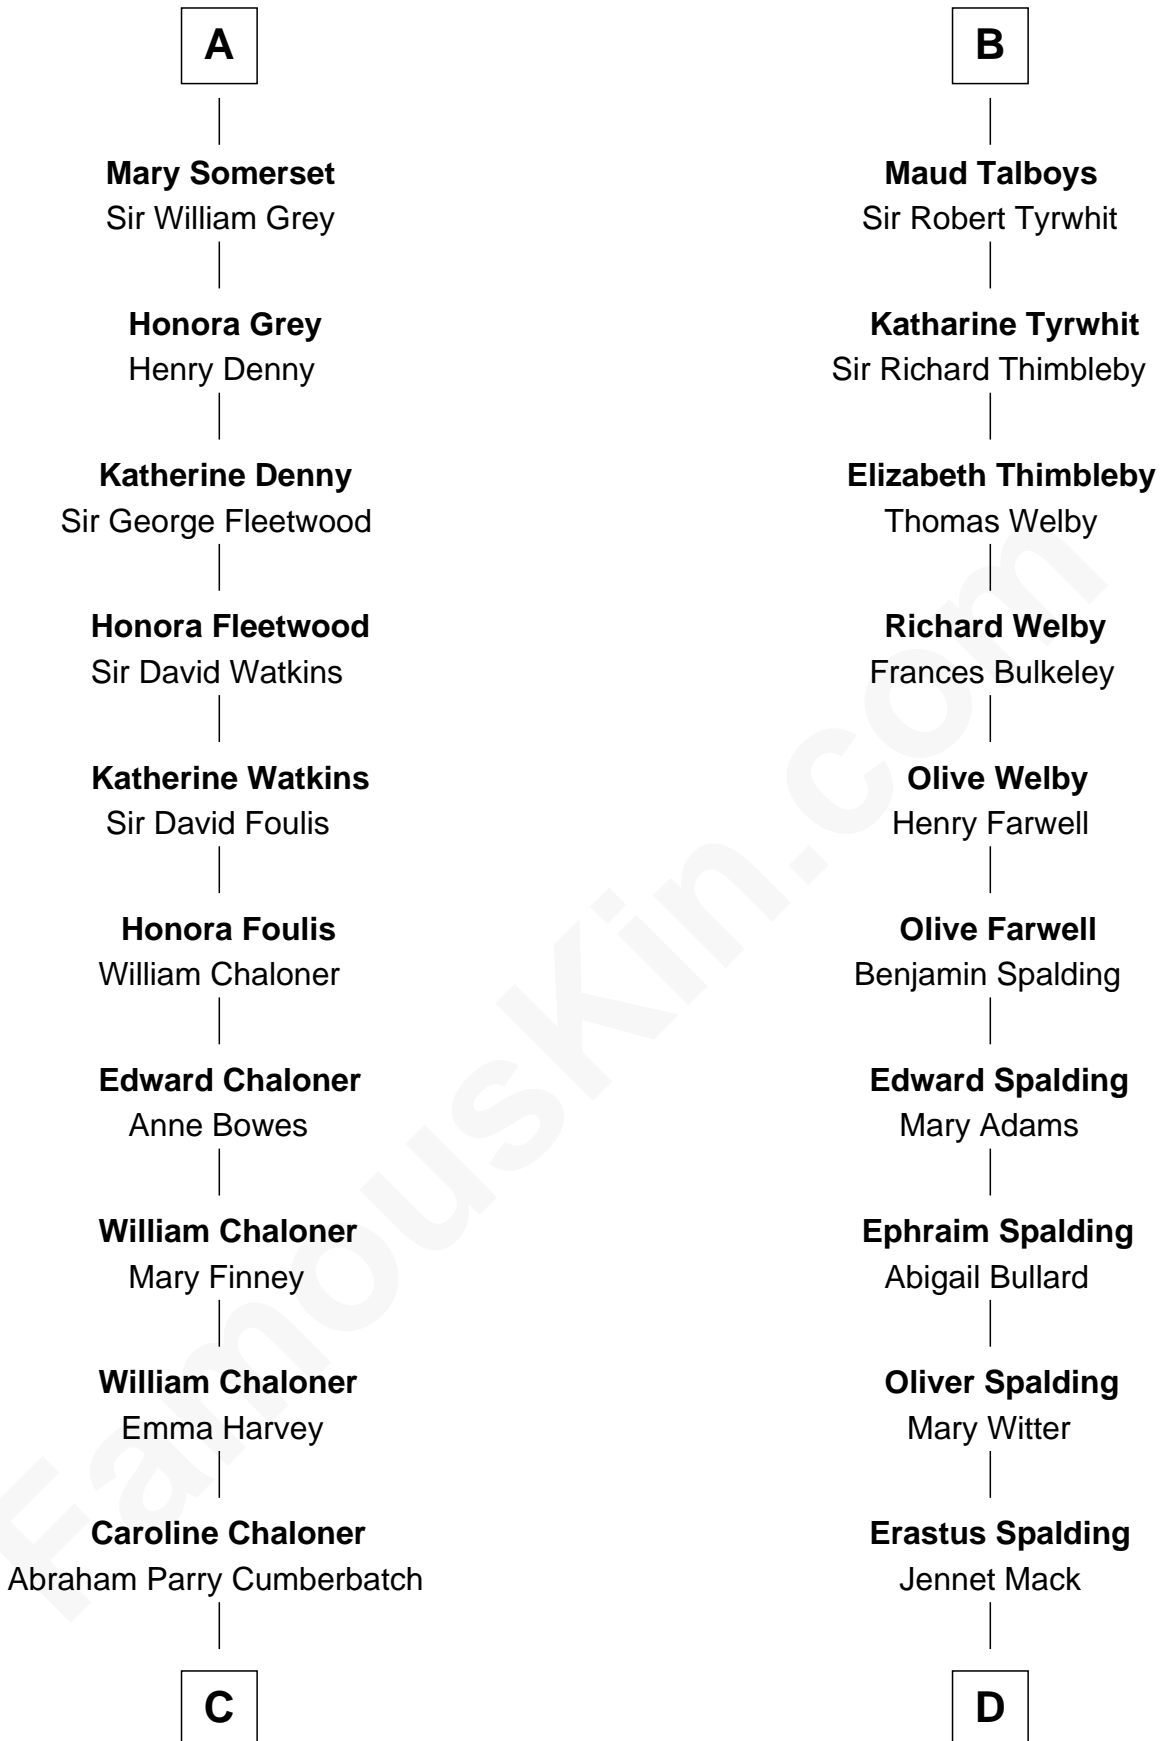 A
Mary Somerset
Sir William Grey
Honora Grey
Henry Denny
Katherine Denny
Sir George Fleetwood
Honora Fleetwood
Sir David Watkins
Katherine Watkins
Sir David Foulis
Honora Foulis
William Chaloner
Edward Chaloner
Anne Bowes
William Chaloner
Mary Finney
William Chaloner
Emma Harvey
Caroline Chaloner
Abraham Parry Cumberbatch
C
B
Maud Talboys
Sir Robert Tyrwhit
Katharine Tyrwhit
Sir Richard Thimbleby
Elizabeth Thimbleby
Thomas Welby
Richard Welby
Frances Bulkeley
Olive Welby
Henry Farwell
Olive Farwell
Benjamin Spalding
Edward Spalding
Mary Adams
Ephraim Spalding
Abigail Bullard
Oliver Spalding
Mary Witter
Erastus Spalding
Jennet Mack
D
FamousKin.com